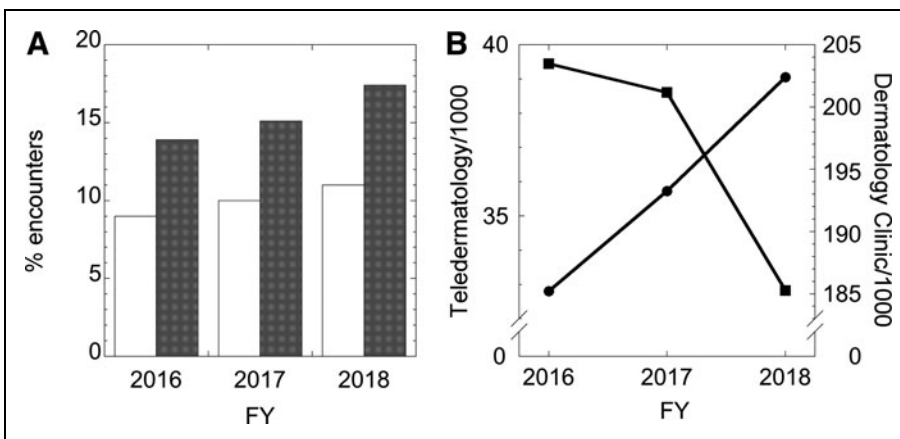 A
% encounters
20
15
10
5
0
2016 2017 2018
FY
B
Teledermatology/1000
40
35
0
205
200
195
190
185
0
Dermatology Clinic/1000
2016 2017 2018
FY